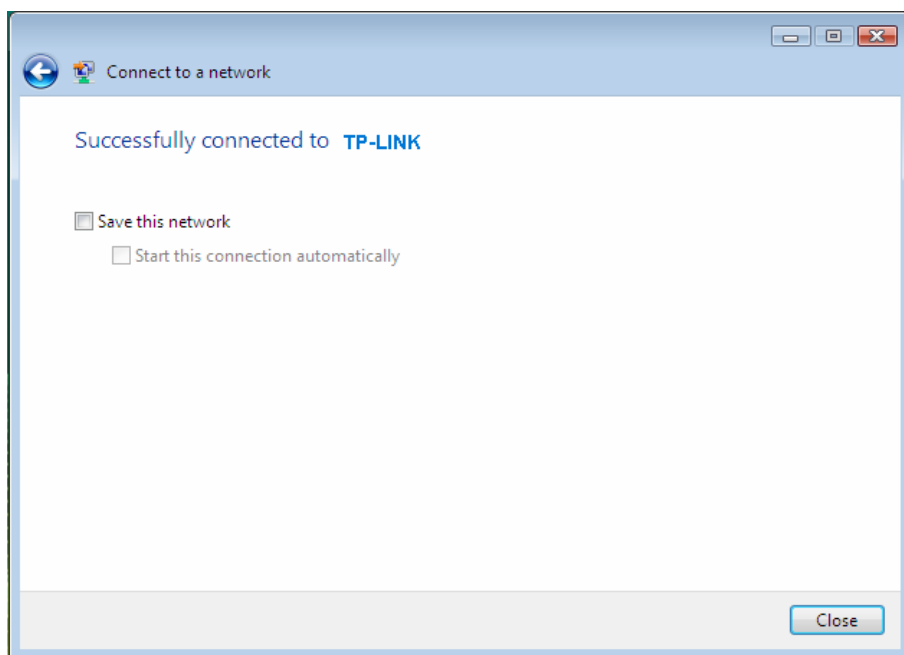 Connect to a network
Successfully connected to TP-LINK
Save this network
Start this connection automatically
Close